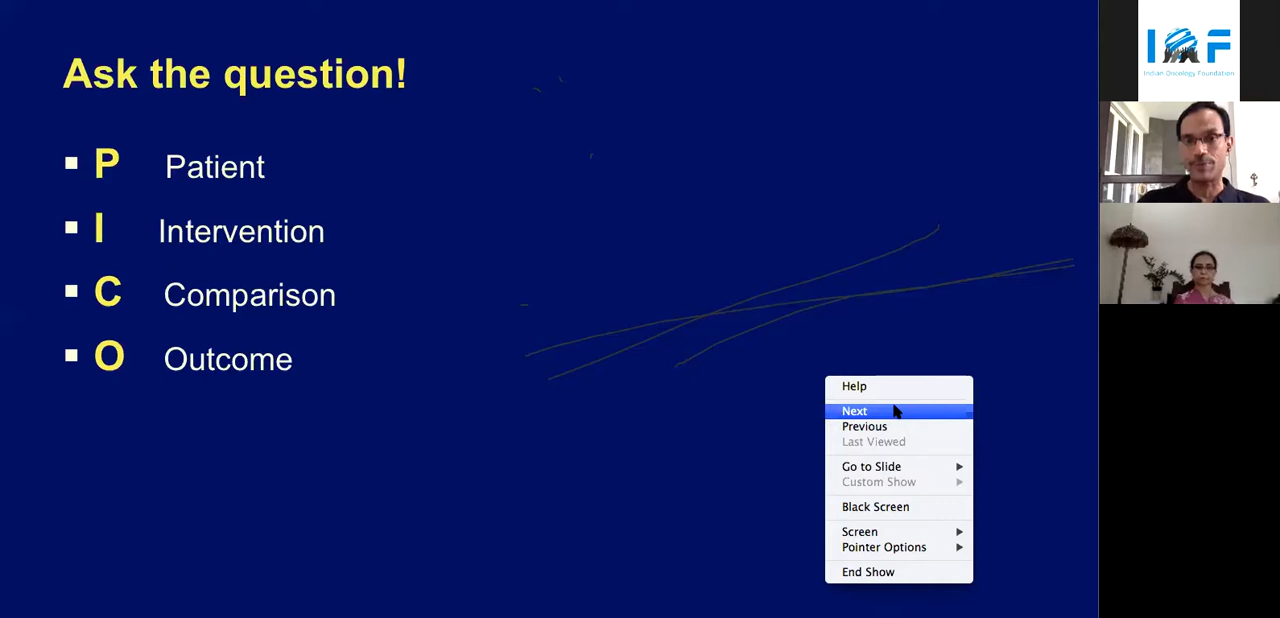 Ask the question!
▪ P Patient
▪ I Intervention
▪ C Comparison
▪ O Outcome
Help
Next
Previous
Last Viewed
Go to Slide
Custom Show
Black Screen
Screen
Pointer Options
End Show
IOF
Indian Oncology Foundation